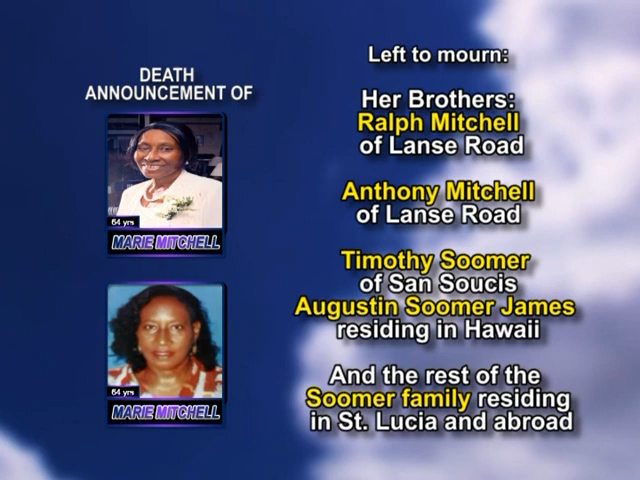 DEATH
ANNOUNCEMENT OF
64 yrs
MARIE MITCHELL
64 yrs
MARIE MITCHELL
Left to mourn:
Her Brothers:
Ralph Mitchell
of Lanse Road
Anthony Mitchell
of Lanse Road
Timothy Soomer
of San Soucis
Augustin Soomer James
residing in Hawaii
And the rest of the
Soomer family residing
in St. Lucia and abroad